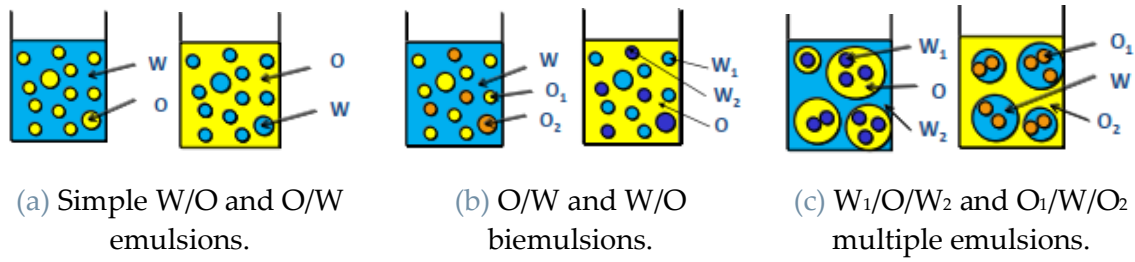 W
O
O
W
W
O₁
O₂
W₁
W₂
O
W₁
O
W₂
O₁
W
O₂
(a) Simple W/O and O/W
emulsions.
(b) O/W and W/O
biemulsions.
(c) W₁/O/W₂ and O₁/W/O₂
multiple emulsions.